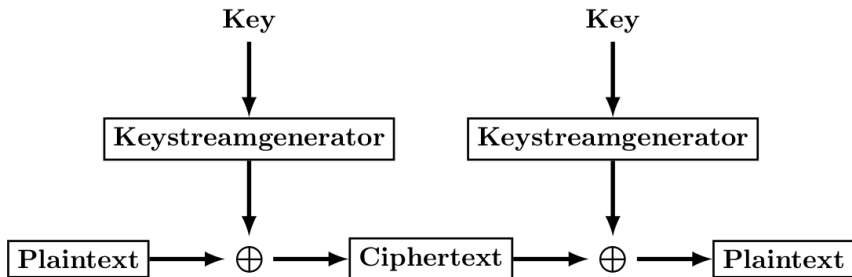 Key Key
Keystreamgenerator Keystreamgenerator
Plaintext ⊕ Ciphertext ⊕ Plaintext